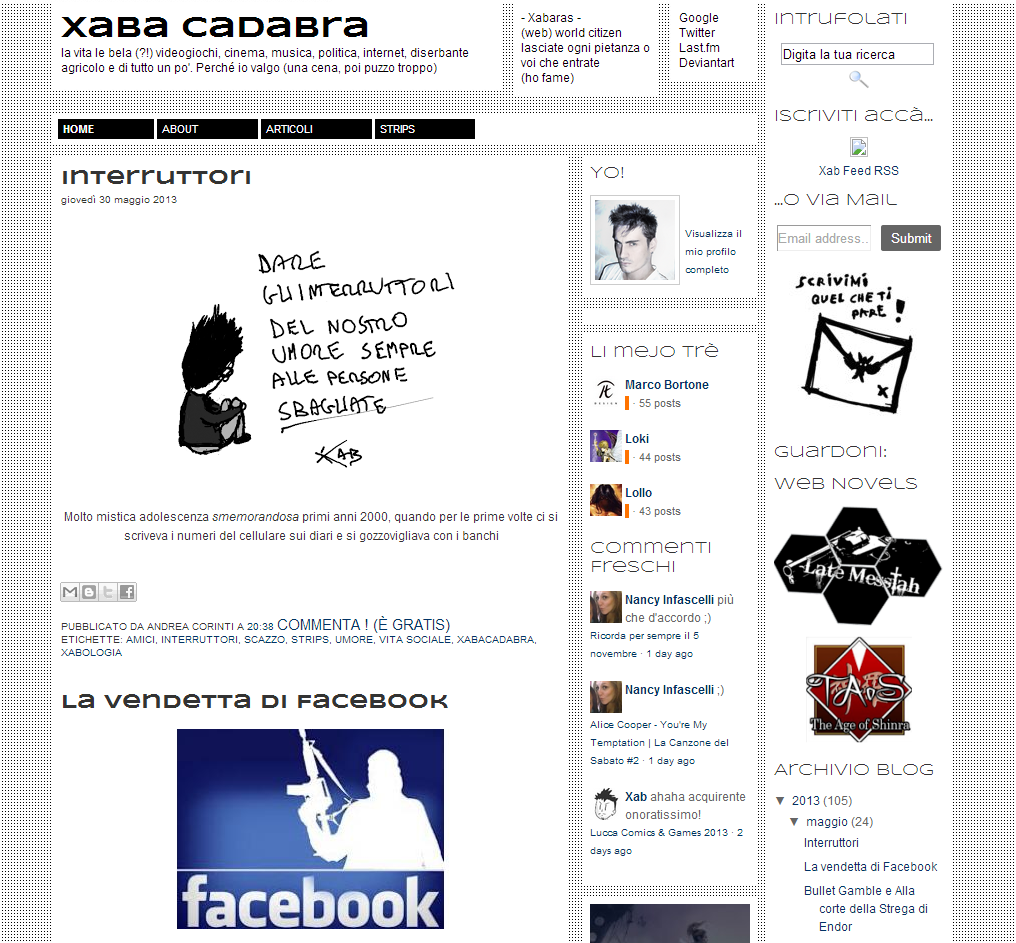 Xaba Cadabra
la vita le bela (?!) videogiochi, cinema, musica, politica, internet, diserbante
agricolo e di tutto un po'. Perché io valgo (una cena, poi puzzo troppo)
- Xabaras -
(web) world citizen
lasciate ogni pietanza o
voi che entrate
(ho fame)
Google
Twitter
Last.fm
Deviantart
HOME
ABOUT
ARTICOLI
STRIPS
Interruttori
giovedì 30 maggio 2013
DARE
GLI INTERRUTTORI
DEL NOSTRO
UMORE SEMPRE
ALLE PERSONE
SBAGLIATE
XAB
Molto mistica adolescenza smemorandosa primi anni 2000, quando per le prime volte ci si
scriveva i numeri del cellulare sui diari e si gozzovigliava con i banchi
PUBBLICATO DA ANDREA CORINTI A 20:38 COMMENTA ! (È GRATIS)
ETICHETTE: AMICI, INTERRUTTORI, SCAZZO, STRIPS, UMORE, VITA SOCIALE, XABACADABRA,
XABOLOGIA
La vendetta di Facebook
facebook
Yo!
Visualizza il
mio profilo
completo
Li mejo trè
Marco Bortone
· 55 posts
Loki
· 44 posts
Lollo
· 43 posts
Commenti
freschi
Nancy Infascelli più
che d'accordo ;)
Ricorda per sempre il 5
novembre · 1 day ago
Nancy Infascelli ;)
Alice Cooper - You're My
Temptation | La Canzone del
Sabato #2 · 1 day ago
Xab ahaha acquirente
onoratissimo!
Lucca Comics & Games 2013 · 2
days ago
Intrufolati
Digita la tua ricerca
Iscriviti accà...
Xab Feed RSS
...o via mail
Email address..
Submit
SCRIVIMI
QUEL CHE TI
PARE !
Guardoni:
Web Novels
Late Messiah
TAOS
The Age of Shinra
Archivio blog
▼ 2013 (105)
▼ maggio (24)
Interruttori
La vendetta di Facebook
Bullet Gamble e Alla
corte della Strega di
Endor